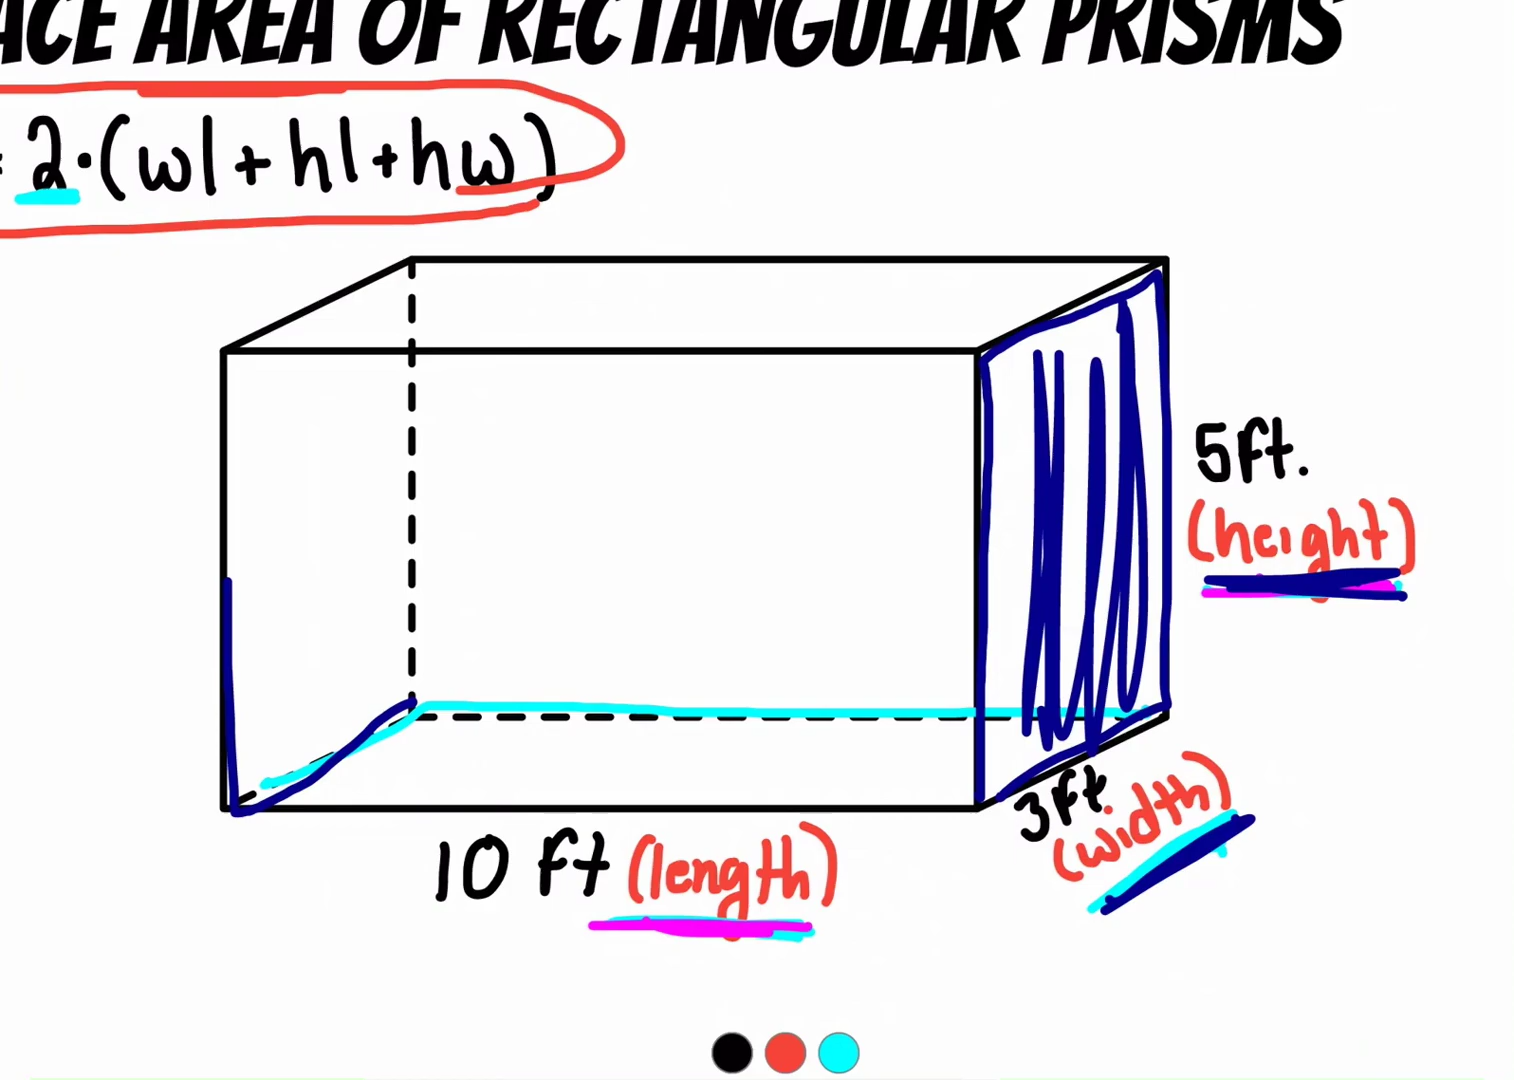 ACE AREA OF RECTANGULAR PRISMS
= 2·(wl+hl+hw)
5ft.
(height)
3ft.
(width)
10 ft (length)